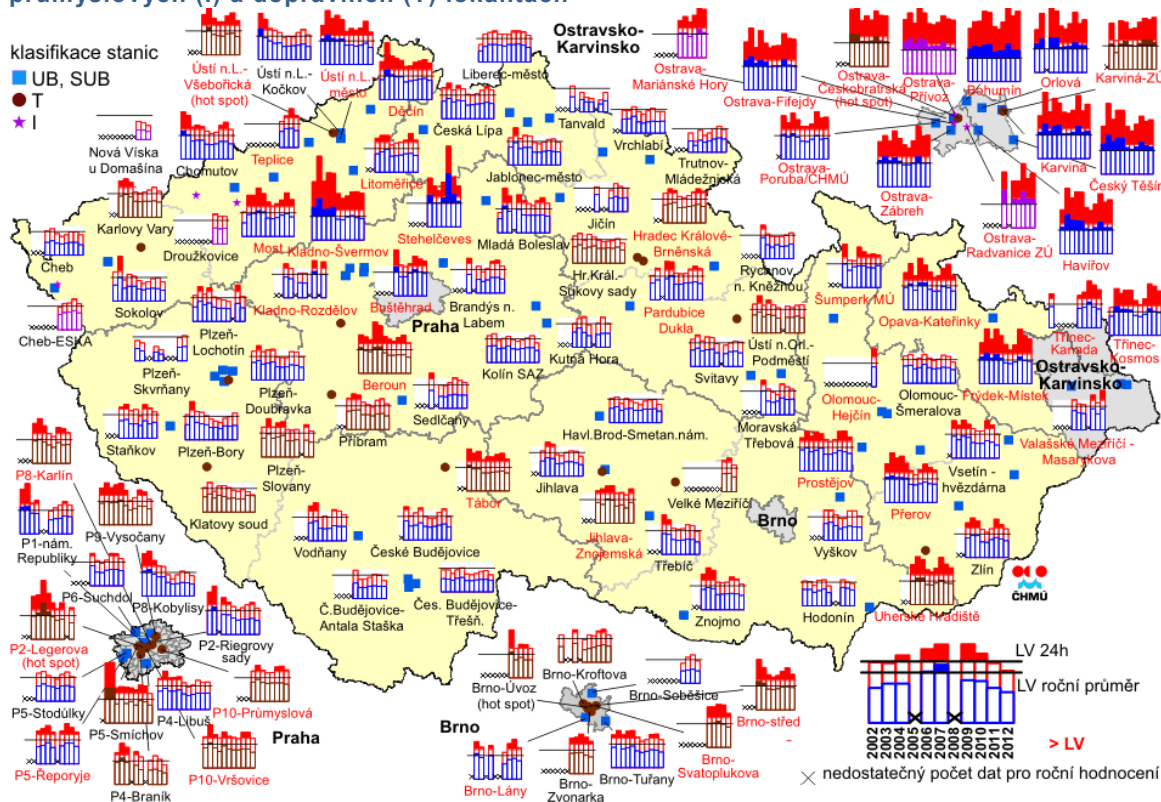 průmyslových (I) a dopravních (T) lokalitách
klasifikace stanic
UB, SUB
T
I
Ústí n.L.-
Všebořická
(hot spot)
Ústí n.L.-
Kočkov
Ústí n.L.
město
Děčín
Liberec-město
Česká Lípa
Tanvald
Vrchlabí
Trutnov-
Mládežnická
Nová Víska
u Domašína
Chomutov
Teplice
Litoměřice
Jablonec-město
Jičín
Karlovy Vary
Droužkovice
Most
Kladno-Švermov
Stehelčeves
Mladá Boleslav
Hradec Králové-
Brněnská
Hr.Král.-
Sukovy sady
Rychnov
n. Kněžnou
Cheb
Cheb-ESKA
Sokolov
Plzeň-
Lochotín
Kladno-Rozdělov
Buštěhrad
Praha
Brandýs n.
Labem
Kutná Hora
Kolín SAZ
Pardubice
Dukla
Ústí n.Orl.-
Podměstí
Svitavy
Moravská
Třebová
Šumperk MÚ
Opava-Kateřinky
Olomouc-
Hejčín
Olomouc-
Šmeralova
Frýdek-Místek
Třinec-
Kanada
Třinec-
Kosmos
Ostravsko-
Karvinsko
Valašské Meziříčí -
Masarykova
Vsetín -
hvězdárna
Ostravsko-
Karvinsko
Ostrava-
Mariánské Hory
Ostrava-Fifejdy
Ostrava-
Českobratrská
(hot spot)
Ostrava-
Přívoz
Bohumín
Orlová
Karviná-ZÚ
Karviná
Český Těšín
Ostrava-
Poruba/CHMÚ
Ostrava-
Zábřeh
Ostrava-
Radvanice ZÚ
Havířov
Plzeň-
Skvrňany
Plzeň-
Doubravka
Beroun
Příbram
Sedlčany
Staňkov
Plzeň-Bory
Plzeň-
Slovany
Klatovy soud
Tábor
Vodňany
České Budějovice
Č.Budějovice-
Antala Staška
Čes. Budějovice-
Třešň.
Havl.Brod-Smetan.nám.
Jihlava
Jihlava-
Znojemská
Velké Meziříčí
Třebíč
Znojmo
Brno
Vyškov
Hodonín
Prostějov
Přerov
Zlín
Uherské Hradiště
ČHMÚ
P8-Karlín
P1-nám.
Republiky
P9-Vysočany
P6-Suchdol
P8-Kobylisy
P2-Legerova
(hot spot)
P2-Riegrovy
sady
P5-Stodůlky
P5-Smíchov
P4-Libuš
P10-Průmyslová
P5-Řeporyje
P4-Braník
P10-Vršovice
Praha
Brno-Úvoz
(hot spot)
Brno-Kroftova
Brno-Soběšice
Brno-střed
-
Brno
Brno-Lány
Brno-
Zvonařka
Brno-Tuřany
Brno-
Svatoplukova
LV 24h
LV roční průměr
2002
2003
2004
2005
2006
2007
2008
2009
2010
2011
2012
> LV
nedostatečný počet dat pro roční hodnocení